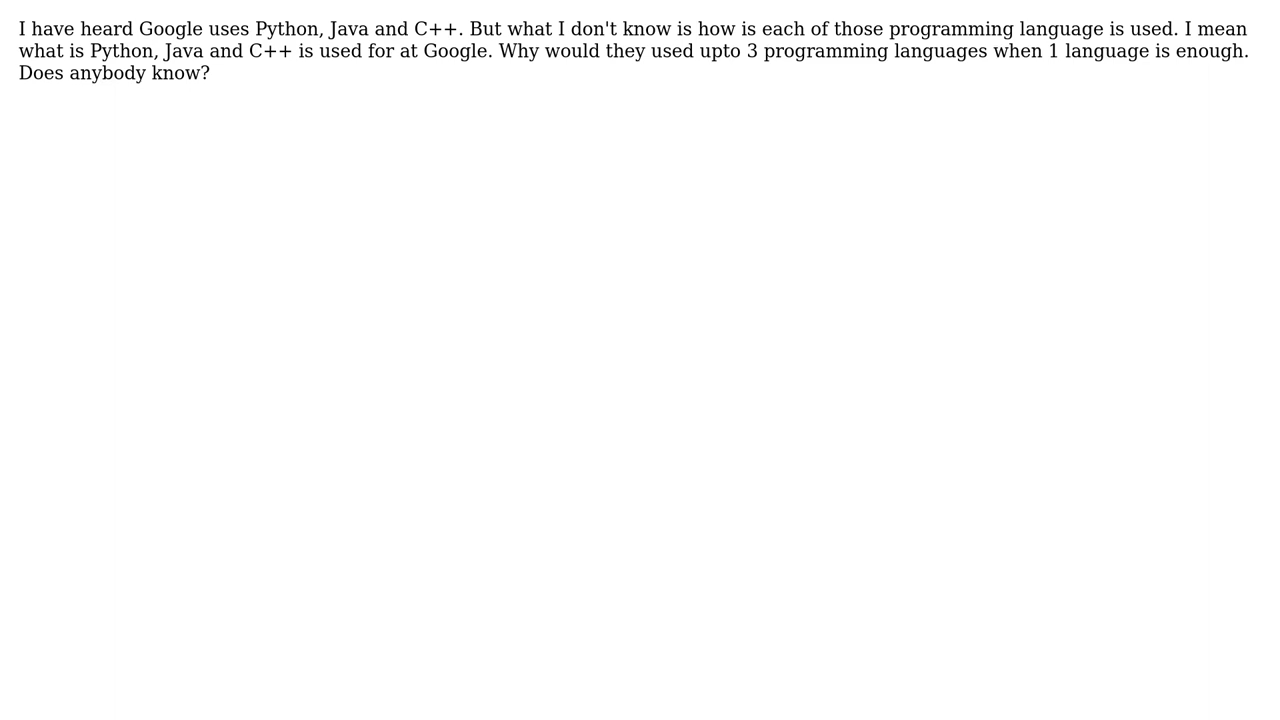 I have heard Google uses Python, Java and C++. But what I don't know is how is each of those programming language is used. I mean
what is Python, Java and C++ is used for at Google. Why would they used upto 3 programming languages when 1 language is enough.
Does anybody know?